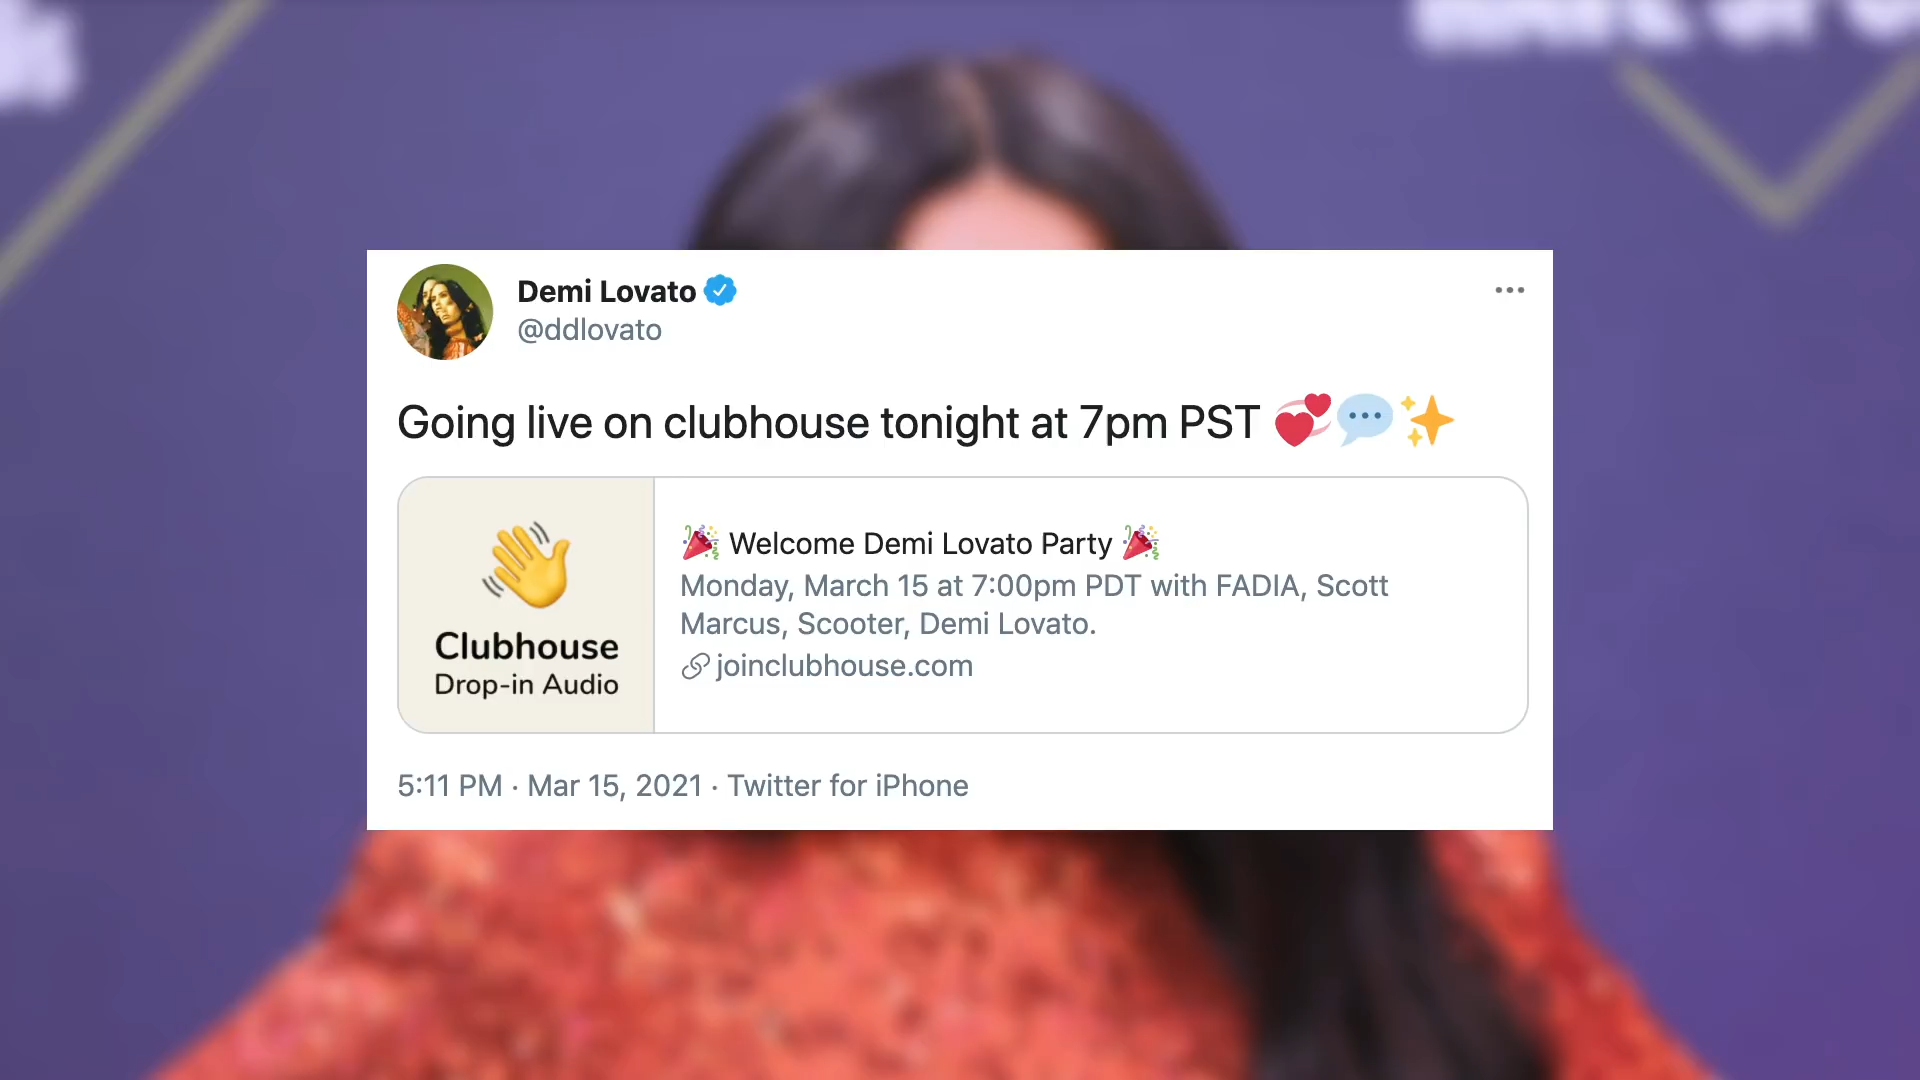 Demi Lovato
@ddlovato
Going live on clubhouse tonight at 7pm PST 💞💬✨
🎉 Welcome Demi Lovato Party 🎉
Monday, March 15 at 7:00pm PDT with FADIA, Scott
Marcus, Scooter, Demi Lovato.
joinclubhouse.com
Clubhouse
Drop-in Audio
5:11 PM · Mar 15, 2021 · Twitter for iPhone